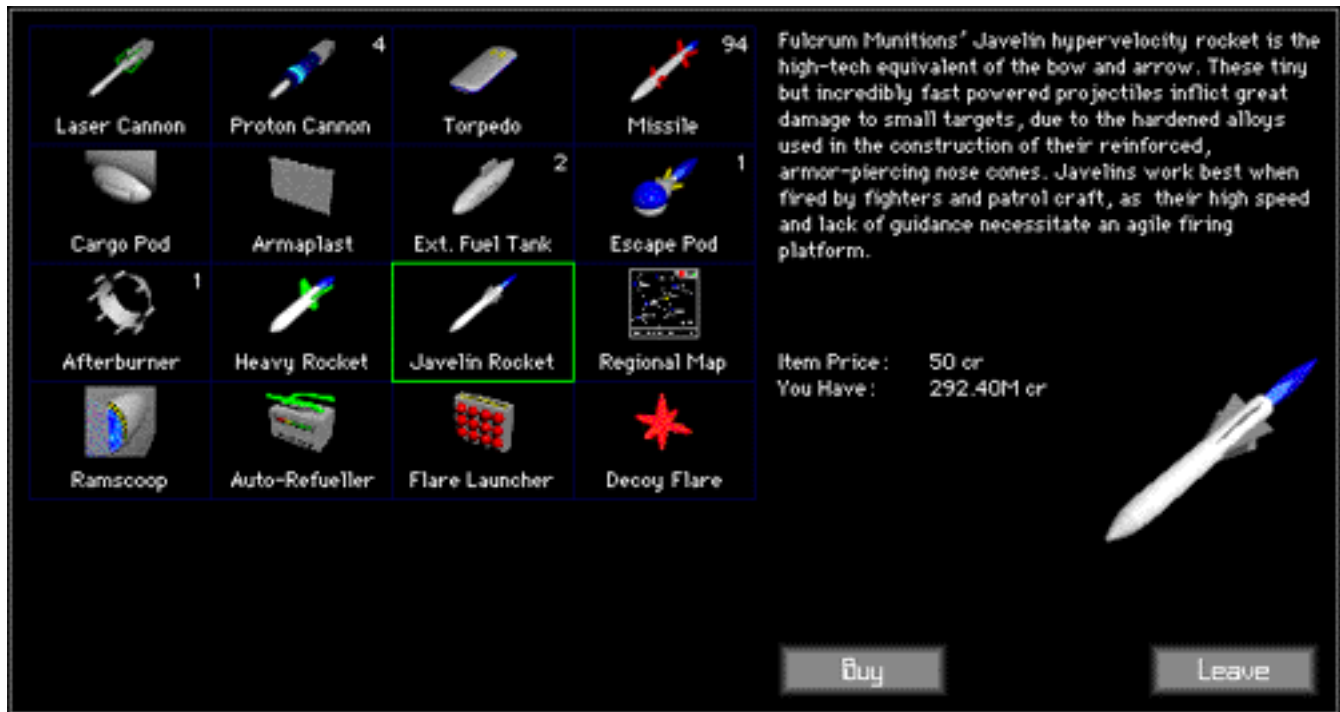 4
94
Laser Cannon
Proton Cannon
Torpedo
Missile
2
1
Cargo Pod
Armaplast
Ext. Fuel Tank
Escape Pod
1
Afterburner
Heavy Rocket
Javelin Rocket
Regional Map
Ramscoop
Auto-Refueller
Flare Launcher
Decoy Flare
Fulcrum Munitions' Javelin hypervelocity rocket is the
high-tech equivalent of the bow and arrow. These tiny
but incredibly fast powered projectiles inflict great
damage to small targets, due to the hardened alloys
used in the construction of their reinforced,
armor-piercing nose cones. Javelins work best when
fired by fighters and patrol craft, as their high speed
and lack of guidance necessitate an agile firing
platform.
Item Price: 50 cr
You Have: 292.40M cr
Buy
Leave